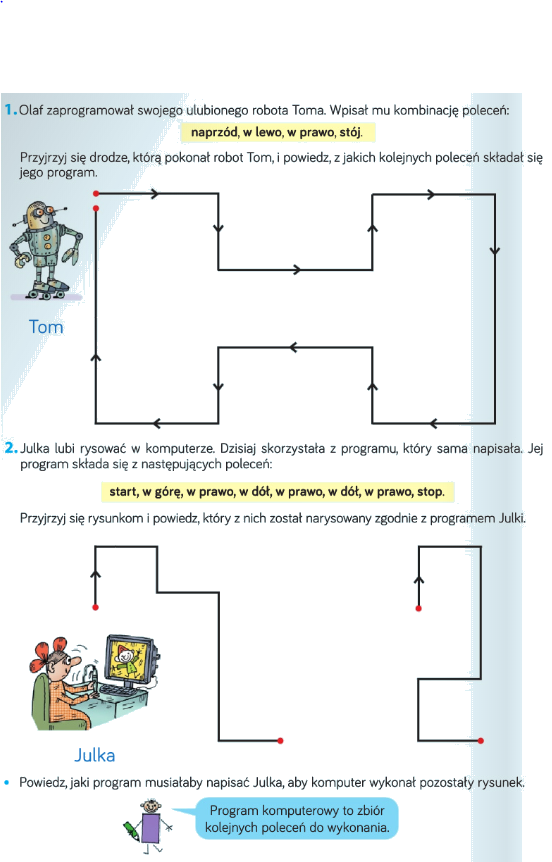 1. Olaf zaprogramował swojego ulubionego robota Toma. Wpisał mu kombinację poleceń:
naprzód, w lewo, w prawo, stój.
Przyjrzyj się drodze, którą pokonał robot Tom, i powiedz, z jakich kolejnych poleceń składał się
jego program.
Tom
2. Julka lubi rysować w komputerze. Dzisiaj skorzystała z programu, który sama napisała. Jej
program składa się z następujących poleceń:
start, w górę, w prawo, w dół, w prawo, w dół, w prawo, stop.
Przyjrzyj się rysunkom i powiedz, który z nich został narysowany zgodnie z programem Julki.
Julka
• Powiedz, jaki program musiałaby napisać Julka, aby komputer wykonał pozostały rysunek.
Program komputerowy to zbiór
kolejnych poleceń do wykonania.